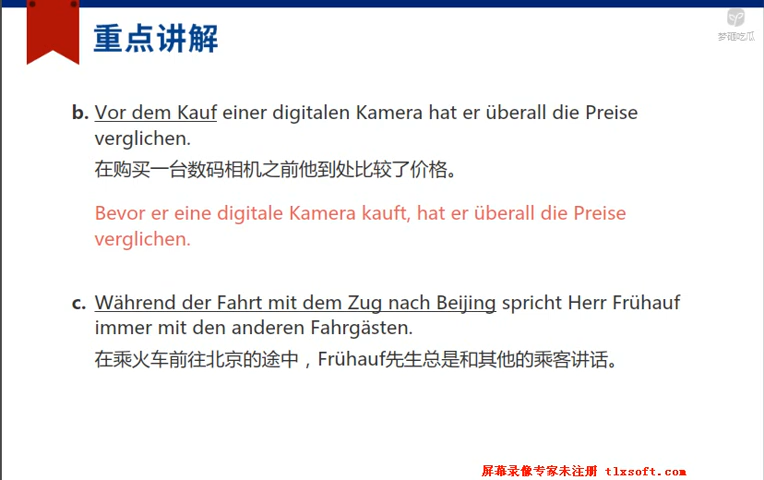 重点讲解
梦砸吃瓜
b. Vor dem Kauf einer digitalen Kamera hat er überall die Preise
verglichen.
在购买一台数码相机之前他到处比较了价格。
Bevor er eine digitale Kamera kauft, hat er überall die Preise
verglichen.
c. Während der Fahrt mit dem Zug nach Beijing spricht Herr Frühauf
immer mit den anderen Fahrgästen.
在乘火车前往北京的途中，Frühauf先生总是和其他的乘客讲话。
屏幕录像专家未注册 tlxsoft.com